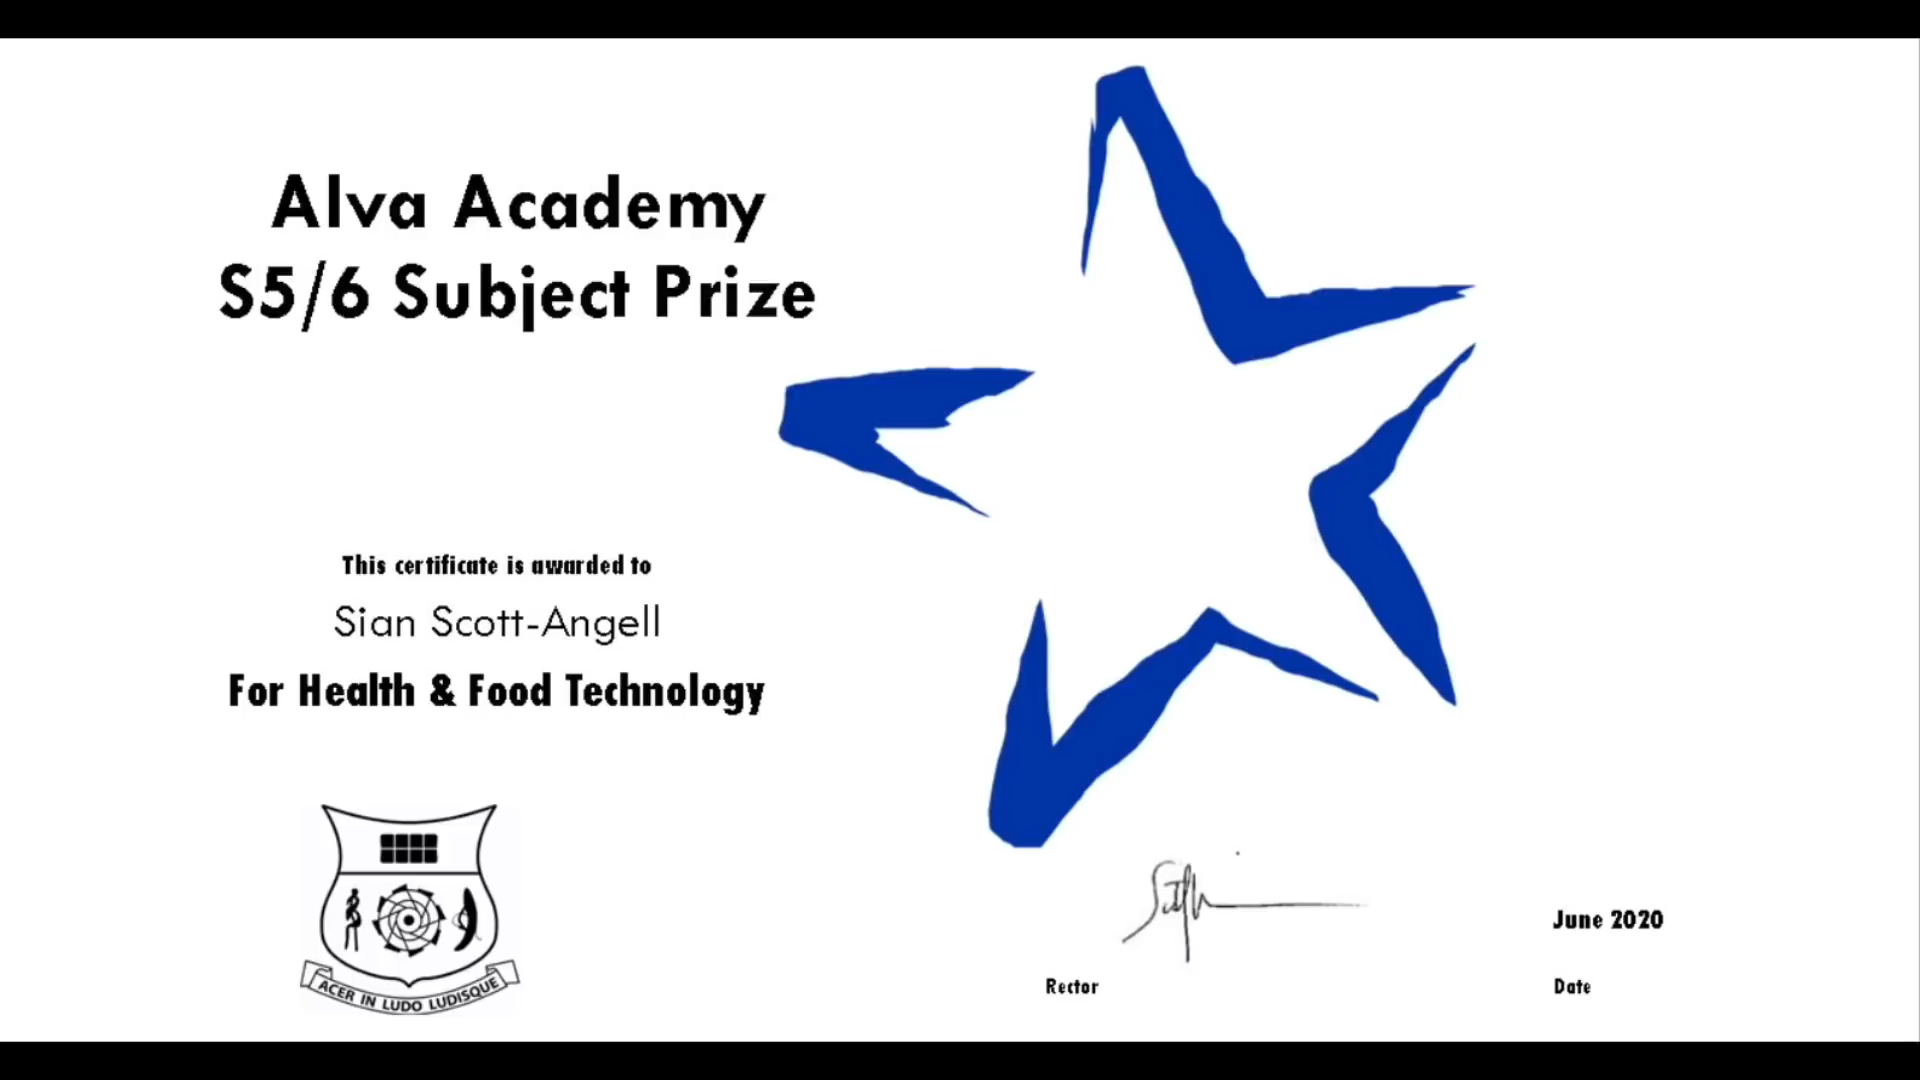 Alva Academy
S5/6 Subject Prize
This certificate is awarded to
Sian Scott-Angell
For Health & Food Technology
ACER IN LUDO LUDISQUE
June 2020
Rector
Date